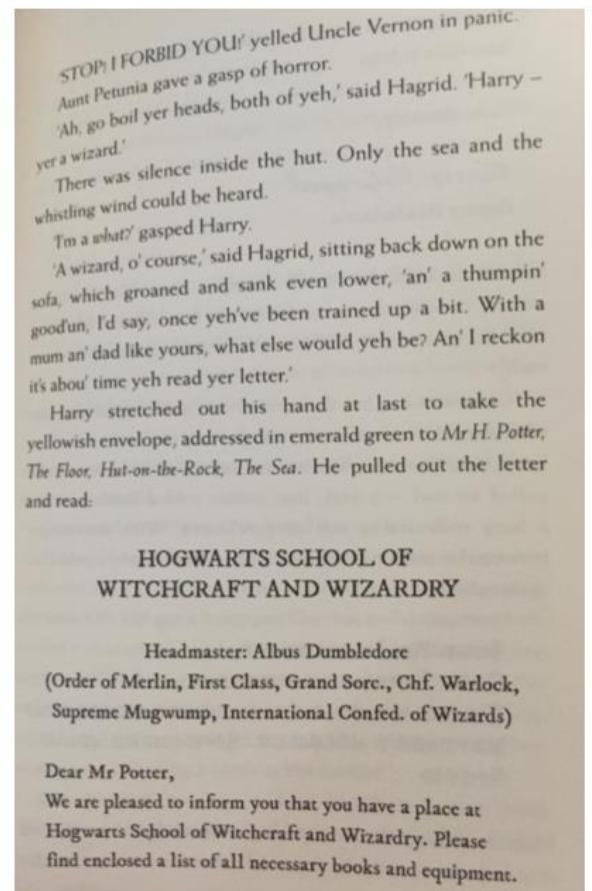 STOP! I FORBID YOU!' yelled Uncle Vernon in panic.
Aunt Petunia gave a gasp of horror.
'Ah, go boil yer heads, both of yeh,' said Hagrid. 'Harry –
yer a wizard.'
There was silence inside the hut. Only the sea and the
whistling wind could be heard.
'I'm a what?' gasped Harry.
'A wizard, o' course,' said Hagrid, sitting back down on the
sofa, which groaned and sank even lower, 'an' a thumpin'
good'un, I'd say, once yeh've been trained up a bit. With a
mum an' dad like yours, what else would yeh be? An' I reckon
it's abou' time yeh read yer letter.'
Harry stretched out his hand at last to take the
yellowish envelope, addressed in emerald green to Mr H. Potter,
The Floor, Hut-on-the-Rock, The Sea. He pulled out the letter
and read:
HOGWARTS SCHOOL OF
WITCHCRAFT AND WIZARDRY
Headmaster: Albus Dumbledore
(Order of Merlin, First Class, Grand Sorc., Chf. Warlock,
Supreme Mugwump, International Confed. of Wizards)
Dear Mr Potter,
We are pleased to inform you that you have a place at
Hogwarts School of Witchcraft and Wizardry. Please
find enclosed a list of all necessary books and equipment.